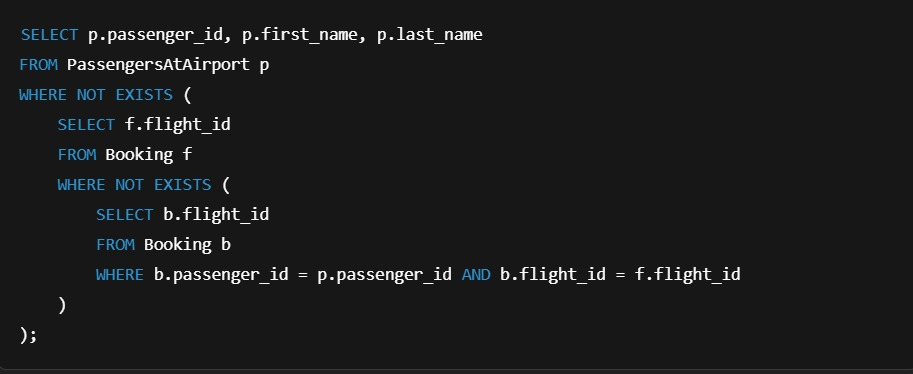 SELECT p.passenger_id, p.first_name, p.last_name
FROM PassengersAtAirport p
WHERE NOT EXISTS (
    SELECT f.flight_id
    FROM Booking f
    WHERE NOT EXISTS (
        SELECT b.flight_id
        FROM Booking b
        WHERE b.passenger_id = p.passenger_id AND b.flight_id = f.flight_id
    )
);